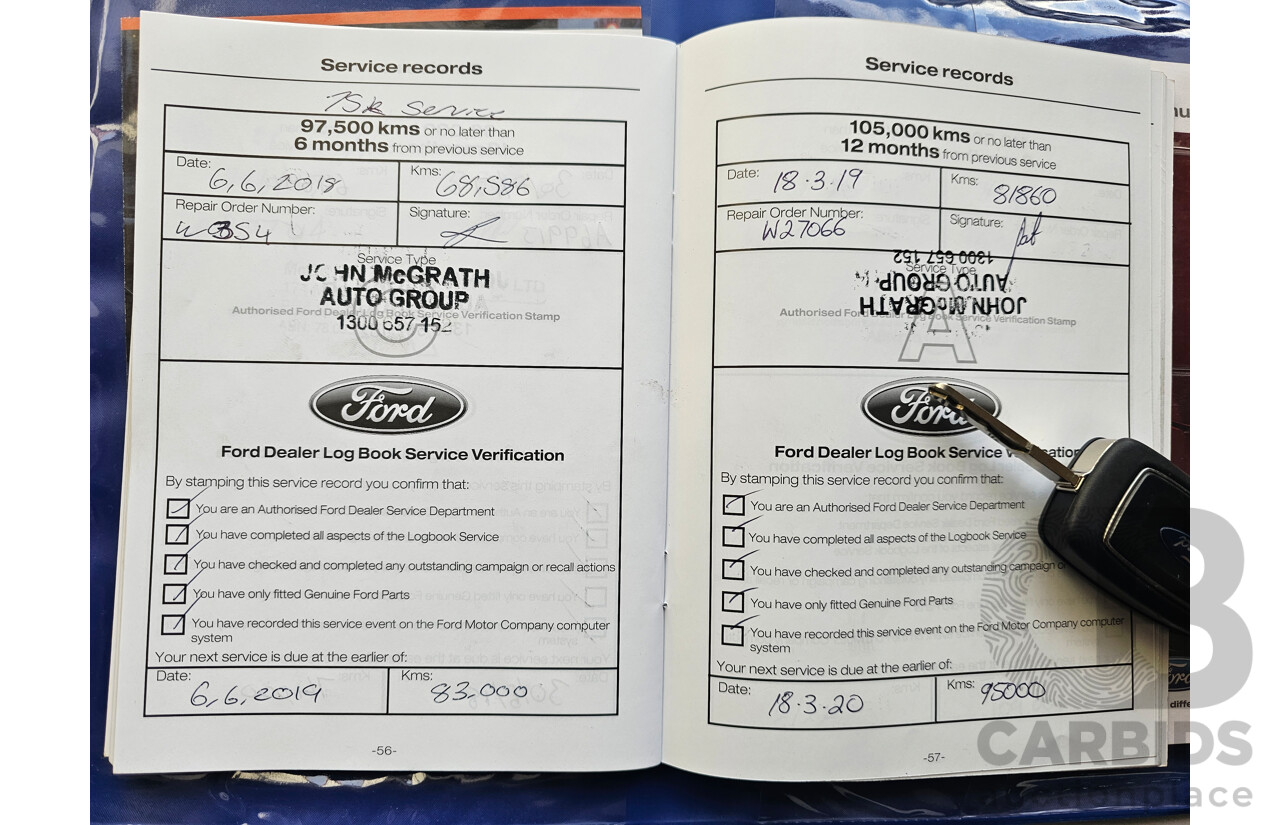 Service records
75k Service
97,500 kms or no later than
6 months from previous service
Date: 6,6,2018 Kms: 68,586
Repair Order Number: Signature:
Service Type
JOHN McGRATH
AUTO GROUP
Authorised Ford Dealer Log Book Service Verification Stamp
1300 657 152
C
Ford
Ford Dealer Log Book Service Verification
By stamping this service record you confirm that:
You are an Authorised Ford Dealer Service Department
You have completed all aspects of the Logbook Service
You have checked and completed any outstanding campaign or recall actions
You have only fitted Genuine Ford Parts
You have recorded this service event on the Ford Motor Company computer
system
Your next service is due at the earlier of:
Date: 6,6,2019 Kms: 83,000
-56-
Service records
105,000 kms or no later than
12 months from previous service
Date: 18.3.19 Kms: 81860
Repair Order Number: W27066 Signature:
1300 657 152
Service Type
AUTO GROUP
JOHN McGRATH
Authorised Ford Dealer Log Book Service Verification Stamp
A
Ford
Ford Dealer Log Book Service
By stamping this service record you confirm that:
You are an Authorised Ford Dealer Service Department
You have completed all aspects of the Logbook Service
You have checked and completed any outstanding campaign
You have only fitted Genuine Ford Parts
You have recorded this service event on the Ford Motor Company computer
system
Your next service is due at the earlier of:
Date: 18.3.20 Kms: 95000
-57-
Ford
CARBIDS